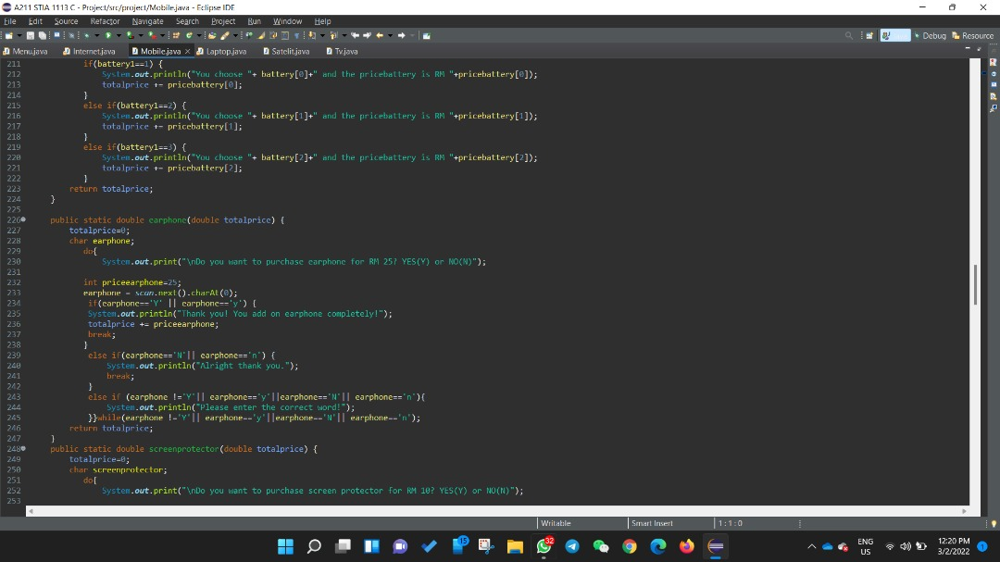 A211 STIA 1113 C - Project/src/project/Mobile.java - Eclipse IDE
File Edit Source Refactor Navigate Search Project Run Window Help
Debug Resource
Menu.java Internet.java Mobile.java Laptop.java Satelit.java Tv.java
211 if(battery1==1) {
212 System.out.println("You choose "+ battery[0]+" and the pricebattery is RM "+pricebattery[0]);
213 totalprice += pricebattery[0];
214 }
215 else if(battery1==2) {
216 System.out.println("You choose "+ battery[1]+" and the pricebattery is RM "+pricebattery[1]);
217 totalprice += pricebattery[1];
218 }
219 else if(battery1==3) {
220 System.out.println("You choose "+ battery[2]+" and the pricebattery is RM "+pricebattery[2]);
221 totalprice += pricebattery[2];
222 }
223 return totalprice;
224 }
225
226 public static double earphone(double totalprice) {
227 totalprice=0;
228 char earphone;
229 do{
230 System.out.print("\nDo you want to purchase earphone for RM 25? YES(Y) or NO(N)");
231
232 int priceearphone=25;
233 earphone = scan.next().charAt(0);
234 if(earphone=='Y' || earphone=='y') {
235 System.out.println("Thank you! You add on earphone completely!");
236 totalprice += priceearphone;
237 break;
238 }
239 else if(earphone=='N'|| earphone=='n') {
240 System.out.println("Alright thank you.");
241 break;
242 }
243 else if (earphone !='Y'|| earphone=='y'||earphone=='N'|| earphone=='n'){
244 System.out.println("Please enter the correct word!");
245 }}while(earphone !='Y'|| earphone=='y'||earphone=='N'|| earphone=='n');
246 return totalprice;
247 }
248 public static double screenprotector(double totalprice) {
249 totalprice=0;
250 char screenprotector;
251 do{
252 System.out.print("\nDo you want to purchase screen protector for RM 10? YES(Y) or NO(N)");
253
Writable Smart Insert 1 : 1 : 0
15 32
ENG
US
12:20 PM
3/2/2022
1